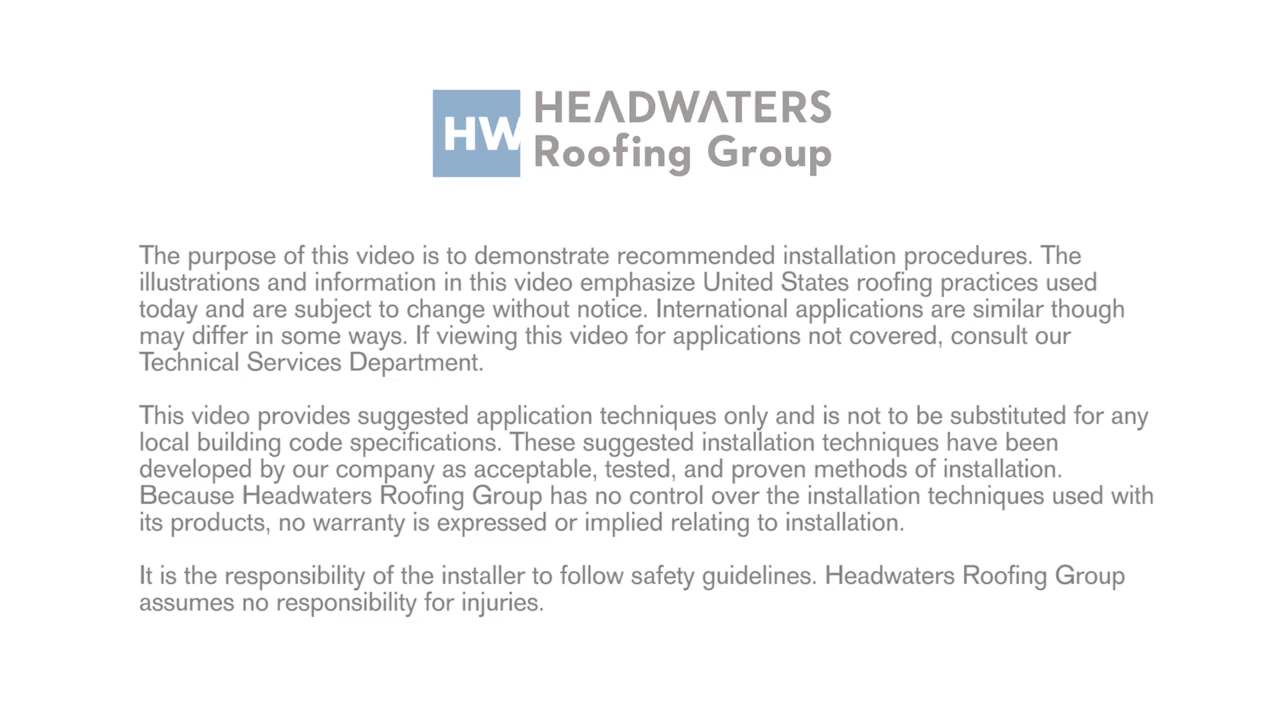 HW
HEADWATERS
Roofing Group
The purpose of this video is to demonstrate recommended installation procedures. The
illustrations and information in this video emphasize United States roofing practices used
today and are subject to change without notice. International applications are similar though
may differ in some ways. If viewing this video for applications not covered, consult our
Technical Services Department.
This video provides suggested application techniques only and is not to be substituted for any
local building code specifications. These suggested installation techniques have been
developed by our company as acceptable, tested, and proven methods of installation.
Because Headwaters Roofing Group has no control over the installation techniques used with
its products, no warranty is expressed or implied relating to installation.
It is the responsibility of the installer to follow safety guidelines. Headwaters Roofing Group
assumes no responsibility for injuries.